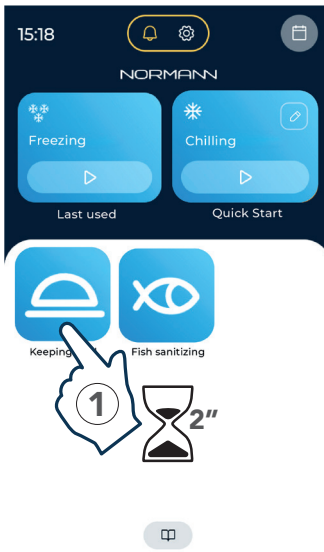 15:18
NORMANN
Freezing
Chilling
Last used
Quick Start
Keeping
Fish sanitizing
1
2"